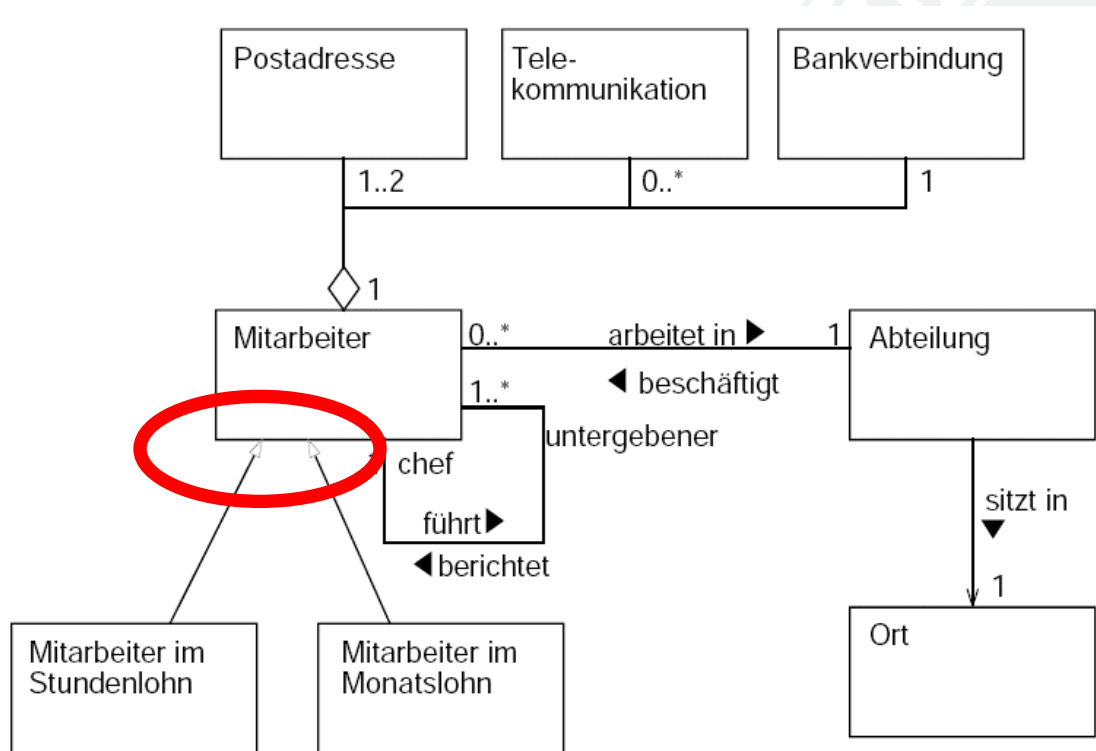 Postadresse
Tele-
kommunikation
Bankverbindung
1..2
0..*
1
1
Mitarbeiter
0..*
arbeitet in ▶
1
Abteilung
◀ beschäftigt
1..*
untergebener
1
chef
führt▶
◀berichtet
sitzt in
▼
1
Mitarbeiter im
Stundenlohn
Mitarbeiter im
Monatslohn
Ort